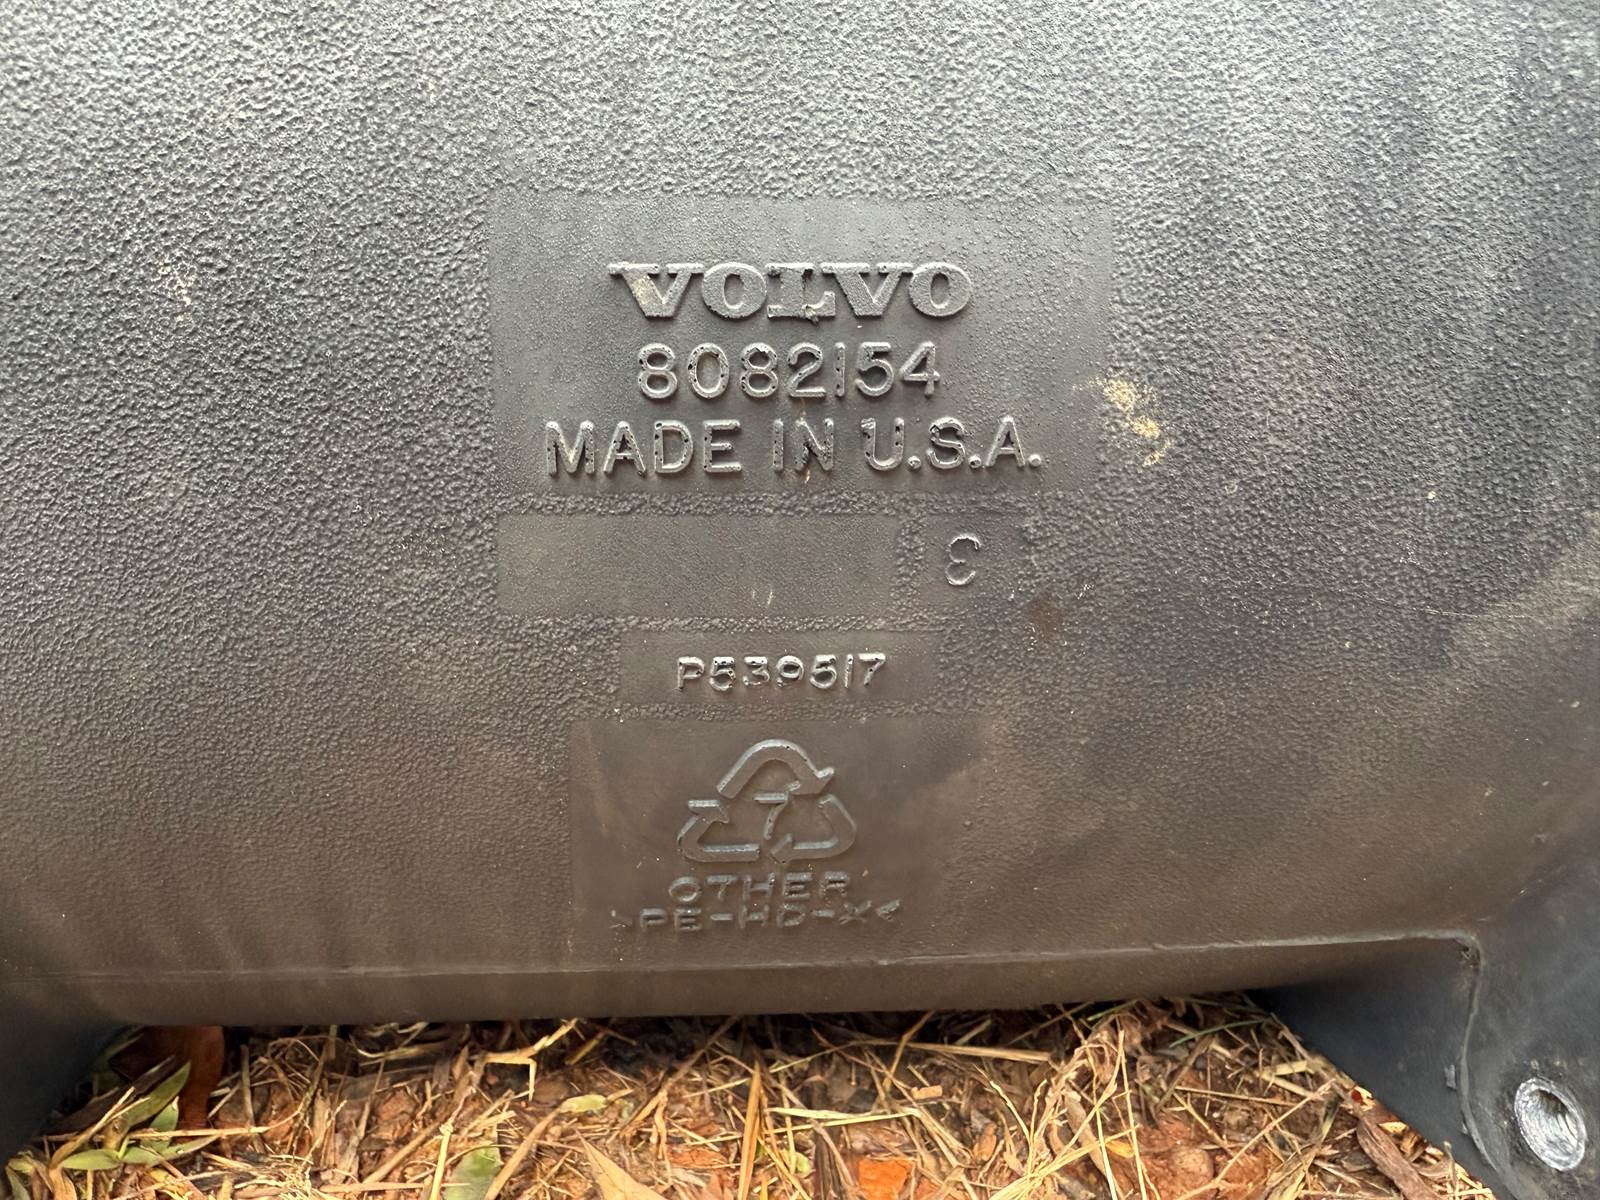 VOLVO
8082154
MADE IN U.S.A.
3
P539517
7
OTHER
>PE-HD-X<